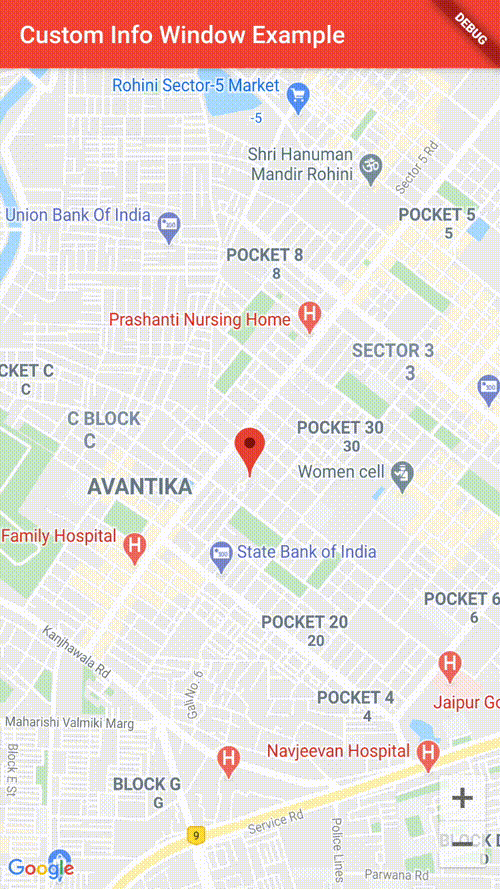 Custom Info Window Example
DEBUG
Rohini Sector-5 Market
-5
Shri Hanuman
Mandir Rohini
Sector 5 Rd
Union Bank Of India
POCKET 5
5
POCKET 8
8
Prashanti Nursing Home
SECTOR 3
3
CKET C
C
C BLOCK
C
POCKET 30
30
Women cell
AVANTIKA
Family Hospital
State Bank of India
POCKET 6
6
POCKET 20
20
Kanjhawala Rd
Gali No. 6
POCKET 4
4
Jaipur Go
Maharishi Valmiki Marg
Navjeevan Hospital
Block E St
BLOCK G
G
Service Rd
9
Police Lines
BLOCK D
D
Parwana Rd
Google